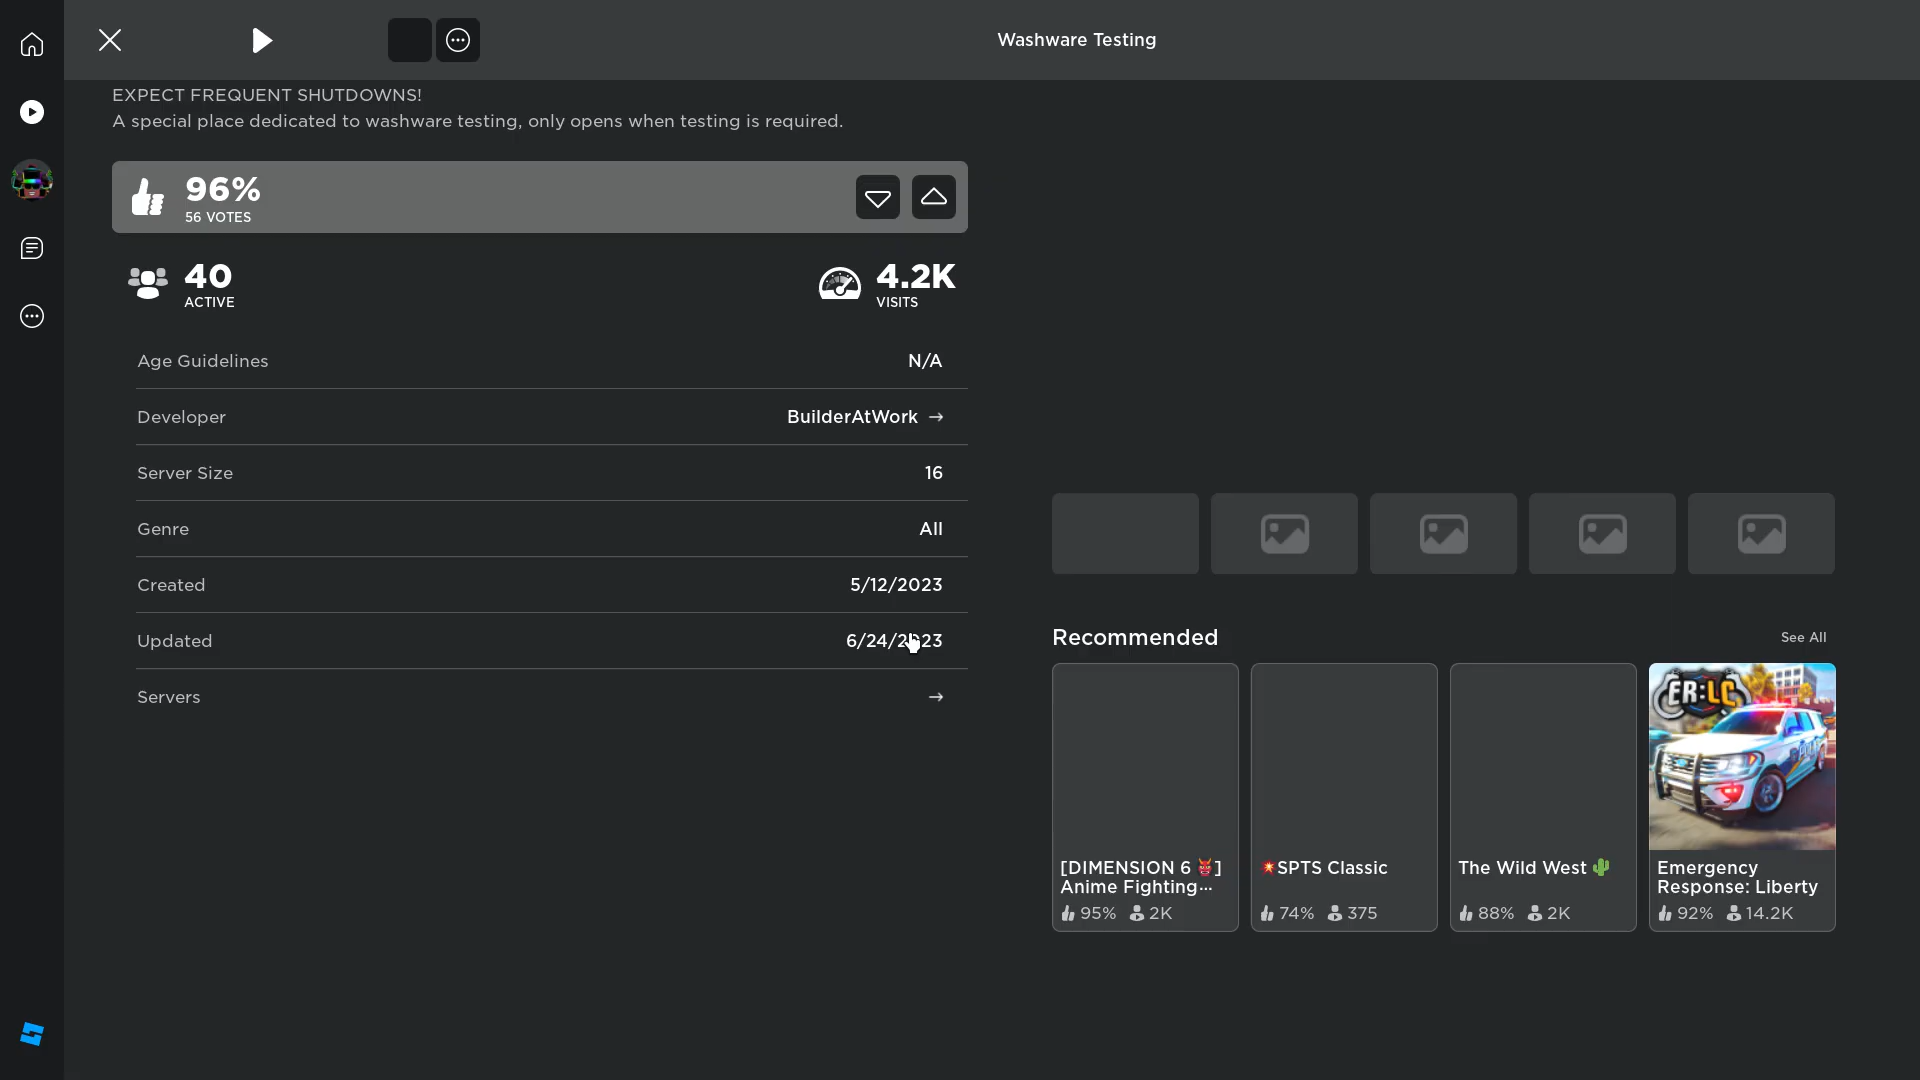 Washware Testing
EXPECT FREQUENT SHUTDOWNS!
A special place dedicated to washware testing, only opens when testing is required.
96%
56 VOTES
40
ACTIVE
4.2K
VISITS
Age Guidelines
N/A
Developer
BuilderAtWork →
Server Size
16
Genre
All
Created
5/12/2023
Updated
6/24/2023
Servers
→
Recommended
See All
[DIMENSION 6 👹]
Anime Fighting...
95% 2K
💥SPTS Classic
74% 375
The Wild West 🌵
88% 2K
ER:LC
Emergency
Response: Liberty
92% 14.2K